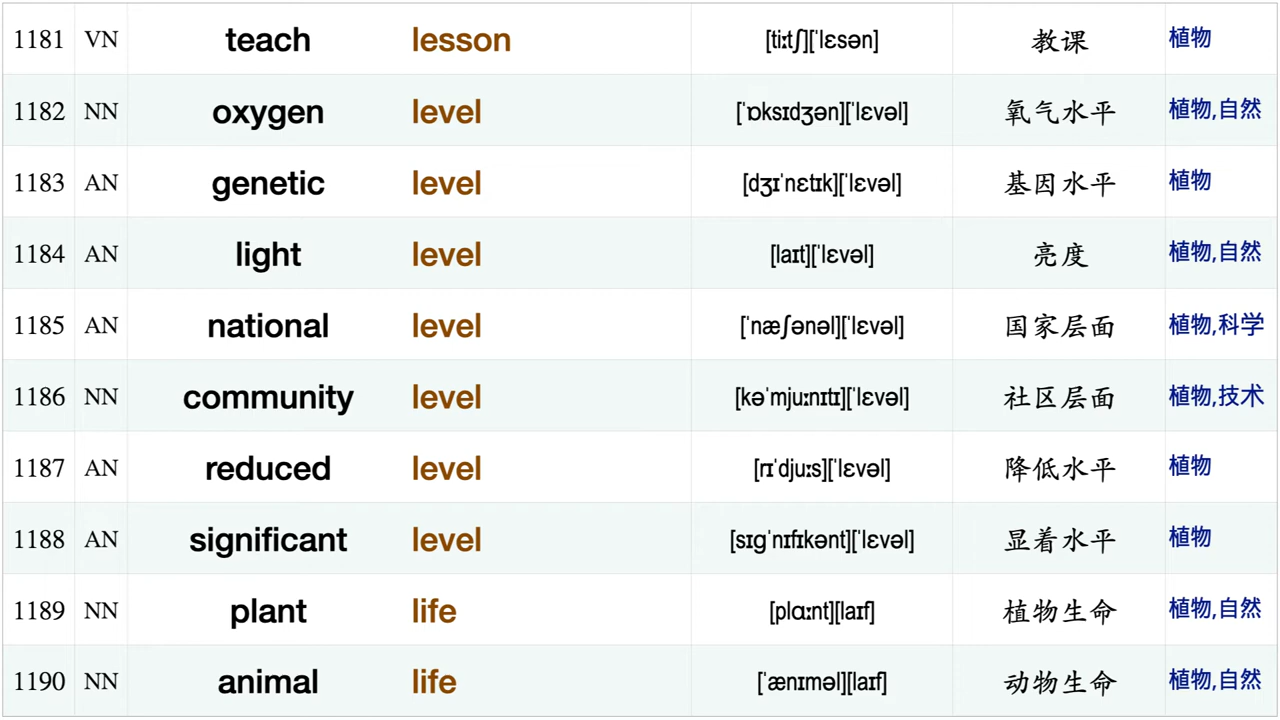 1181 VN teach lesson [tiːtʃ][ˈlɛsən] 教课 植物
1182 NN oxygen level [ˈɒksɪdʒən][ˈlɛvəl] 氧气水平 植物,自然
1183 AN genetic level [dʒɪˈnɛtɪk][ˈlɛvəl] 基因水平 植物
1184 AN light level [laɪt][ˈlɛvəl] 亮度 植物,自然
1185 AN national level [ˈnæʃənəl][ˈlɛvəl] 国家层面 植物,科学
1186 NN community level [kəˈmjuːnɪtɪ][ˈlɛvəl] 社区层面 植物,技术
1187 AN reduced level [rɪˈdjuːs][ˈlɛvəl] 降低水平 植物
1188 AN significant level [sɪɡˈnɪfɪkənt][ˈlɛvəl] 显着水平 植物
1189 NN plant life [plɑːnt][laɪf] 植物生命 植物,自然
1190 NN animal life [ˈænɪməl][laɪf] 动物生命 植物,自然